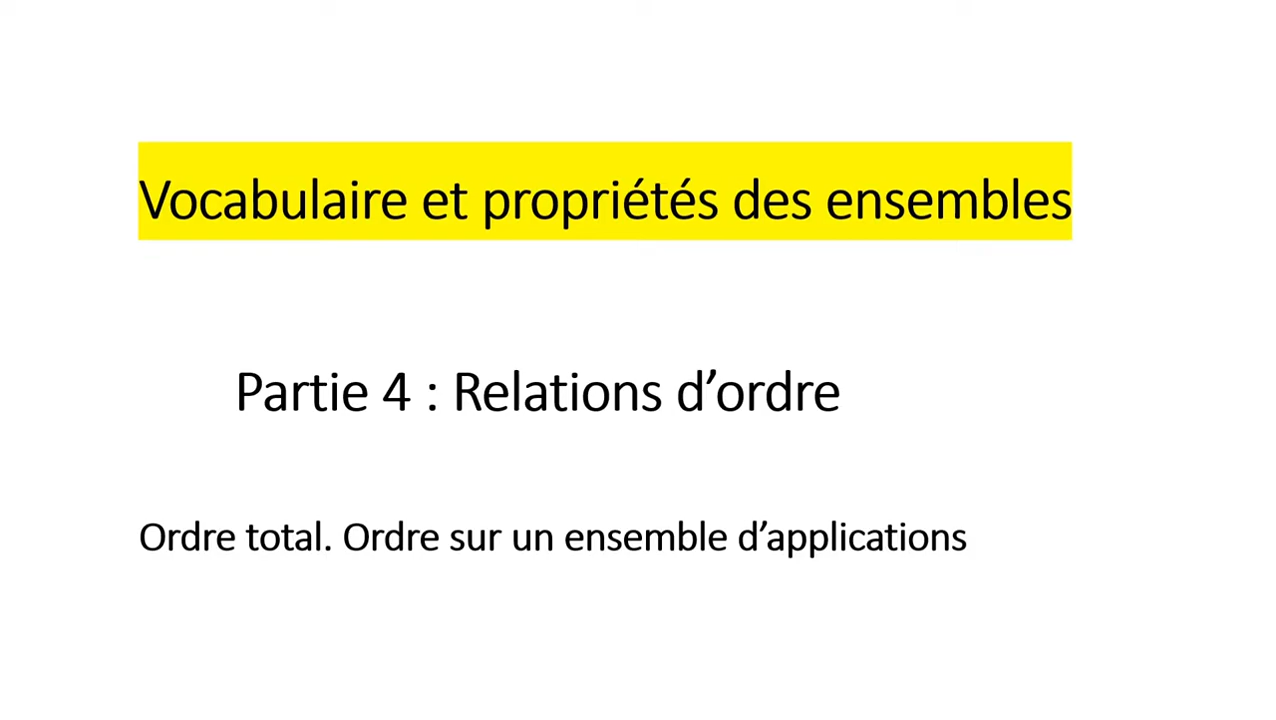 Vocabulaire et propriétés des ensembles
Partie 4 : Relations d’ordre
Ordre total. Ordre sur un ensemble d’applications